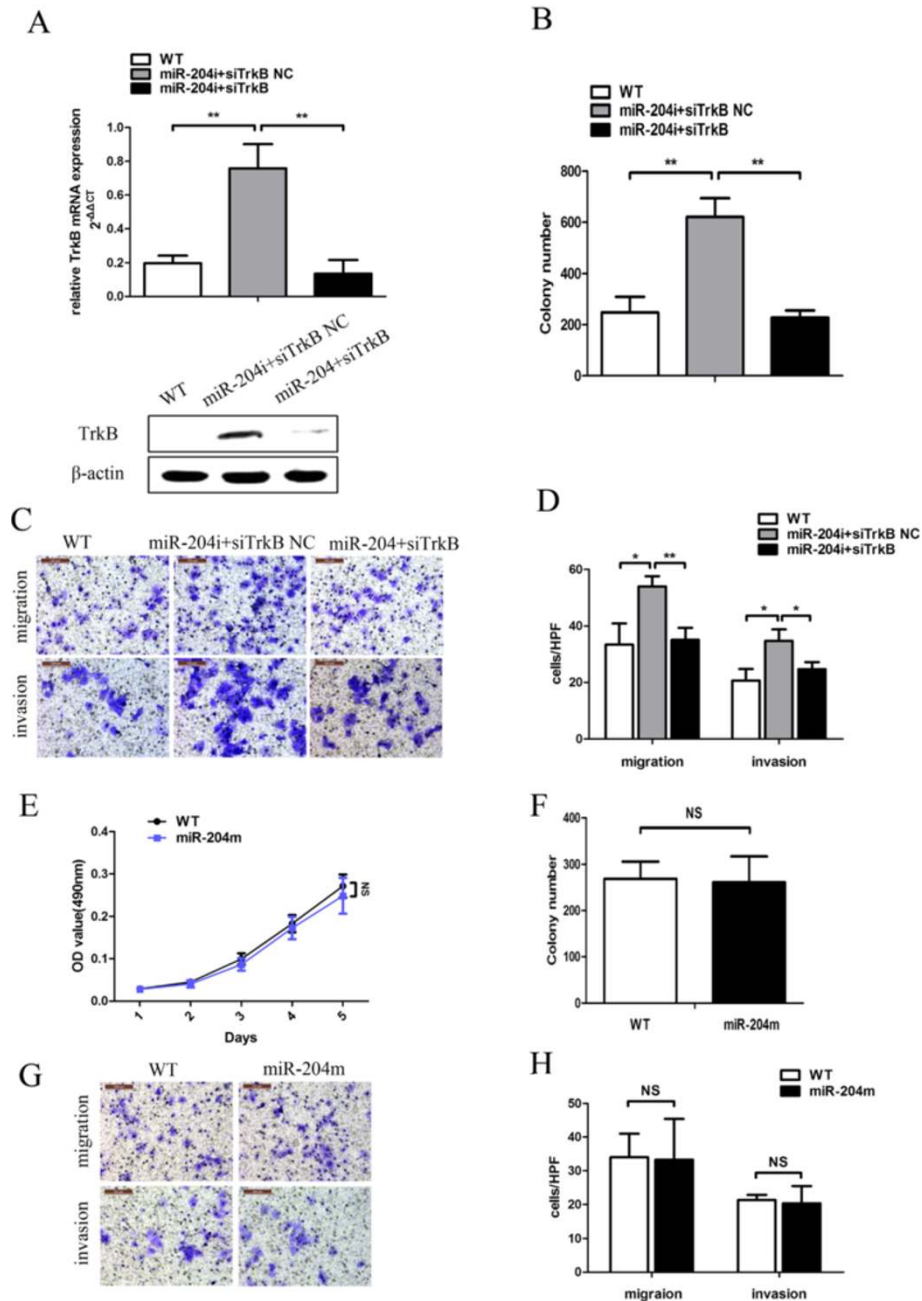 A
WT
miR-204i+siTrkB NC
miR-204i+siTrkB
**
**
relative TrkB mRNA expression
2-ΔΔCT
1.0
0.8
0.6
0.4
0.2
0.0
WT
miR-204i+siTrkB NC
miR-204+siTrkB
TrkB
β-actin
B
WT
miR-204i+siTrkB NC
miR-204i+siTrkB
**
**
Colony number
800
600
400
200
0
C
WT
miR-204i+siTrkB NC
miR-204+siTrkB
migration
invasion
D
WT
miR-204i+siTrkB NC
miR-204i+siTrkB
*
**
*
*
cells/HPF
60
40
20
0
migration
invasion
E
WT
miR-204m
OD value(490nm)
0.4
0.3
0.2
0.1
0.0
NS
1
2
3
4
5
Days
F
NS
Colony number
400
300
200
100
0
WT
miR-204m
G
WT
miR-204m
migration
invasion
H
WT
miR-204m
NS
NS
cells/HPF
50
40
30
20
10
0
migraion
invasion